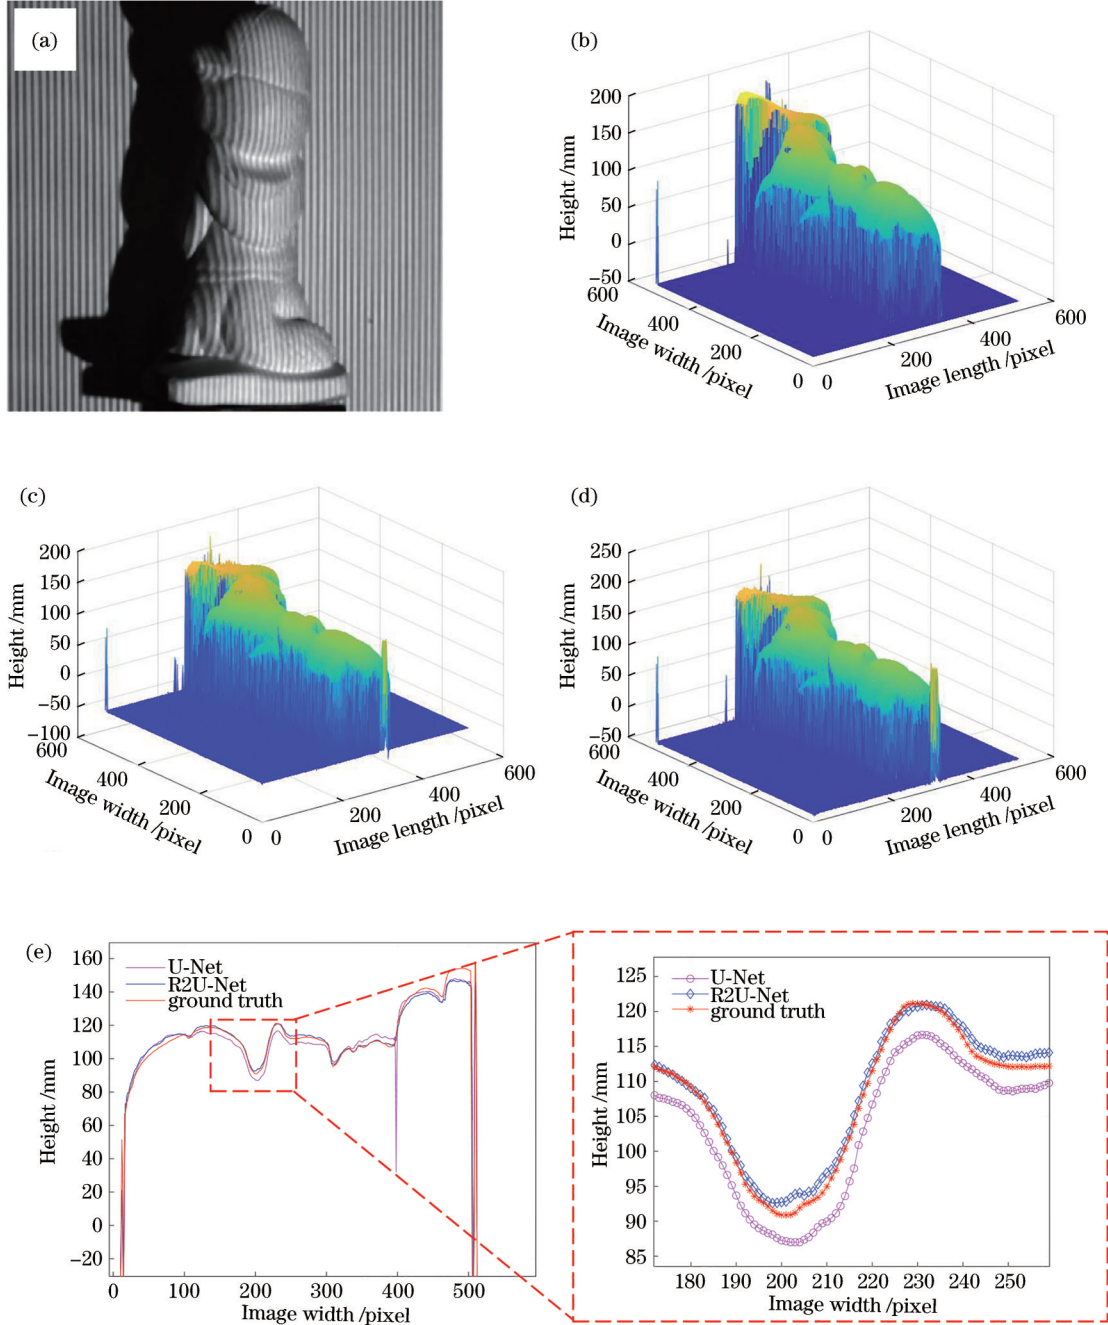 (a)
(b)
200
150
100
50
0
−50
600
400
200
0
0
200
400
600
Height /mm
Image width /pixel
Image length /pixel
(c)
200
150
100
50
0
−50
−100
600
400
200
0
0
200
400
600
Height /mm
Image width /pixel
Image length /pixel
(d)
250
200
150
100
50
0
−50
600
400
200
0
0
200
400
600
Height /mm
Image width /pixel
Image length /pixel
(e)
160
140
120
100
80
60
40
20
0
−20
U-Net
R2U-Net
ground truth
0 100 200 300 400 500
Height /mm
Image width /pixel
125
120
115
110
105
100
95
90
85
U-Net
R2U-Net
ground truth
180 190 200 210 220 230 240 250
Height /mm
Image width /pixel